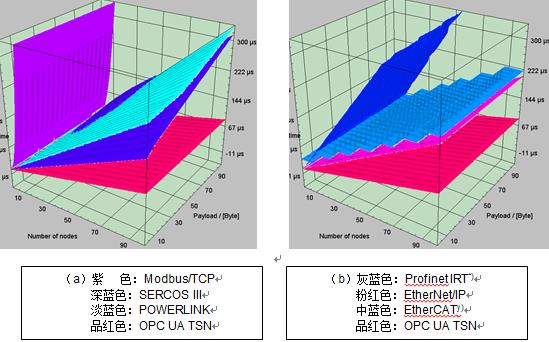 300 µs
222 µs
144 µs
67 µs
-11 µs
µs
10
30
50
70
90
10
30
50
70
90
Payload / [Byte]
Number of nodes
300 µs
222 µs
144 µs
67 µs
-11 µs
µs
10
30
50
70
90
10
30
50
70
90
Payload / [Byte]
Number of nodes
（a）紫 色：Modbus/TCP
深蓝色：SERCOS III
淡蓝色：POWERLINK
品红色：OPC UA TSN
（b）灰蓝色：Profinet IRT*)
粉红色：EtherNet/IP
中蓝色：EtherCAT*)
品红色：OPC UA TSN